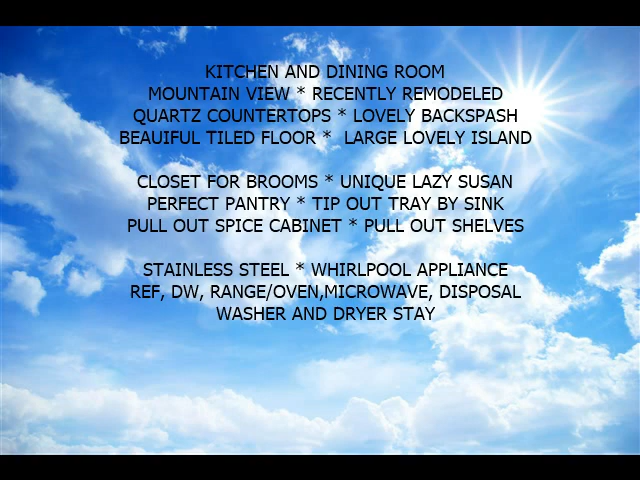 KITCHEN AND DINING ROOM
MOUNTAIN VIEW * RECENTLY REMODELED
QUARTZ COUNTERTOPS * LOVELY BACKSPASH
BEAUIFUL TILED FLOOR *  LARGE LOVELY ISLAND
CLOSET FOR BROOMS * UNIQUE LAZY SUSAN
PERFECT PANTRY * TIP OUT TRAY BY SINK
PULL OUT SPICE CABINET * PULL OUT SHELVES
STAINLESS STEEL * WHIRLPOOL APPLIANCE
REF, DW, RANGE/OVEN,MICROWAVE, DISPOSAL
WASHER AND DRYER STAY